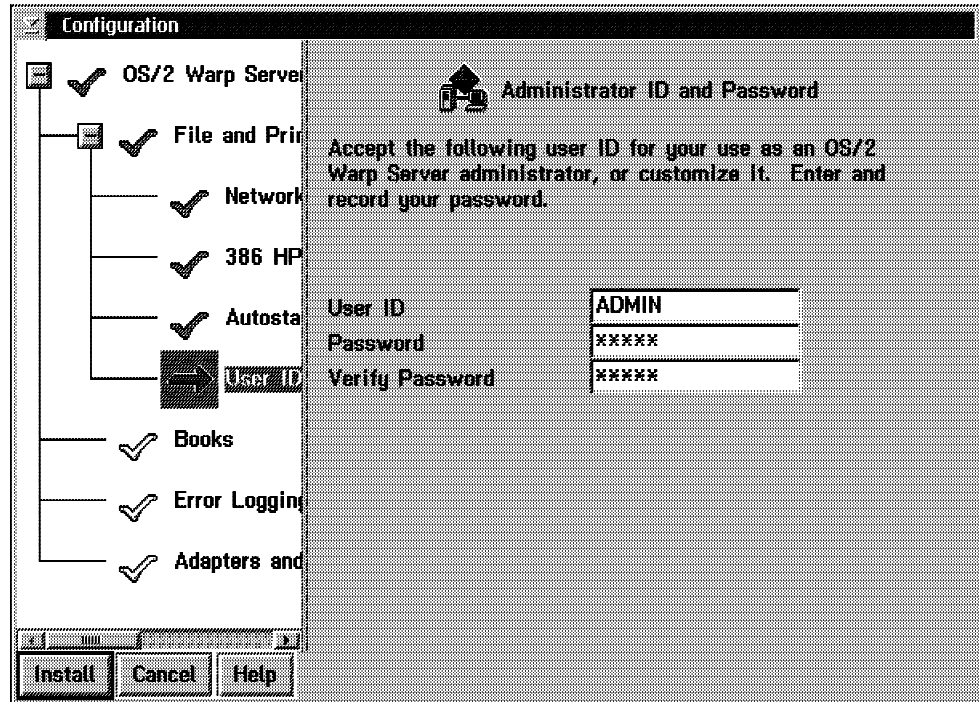 Configuration
OS/2 Warp Server
File and Prin
Network
386 HP
Autosta
User ID
Books
Error Logging
Adapters and
Install
Cancel
Help
Administrator ID and Password
Accept the following user ID for your use as an OS/2
Warp Server administrator, or customize it. Enter and
record your password.
User ID
ADMIN
Password
*****
Verify Password
*****